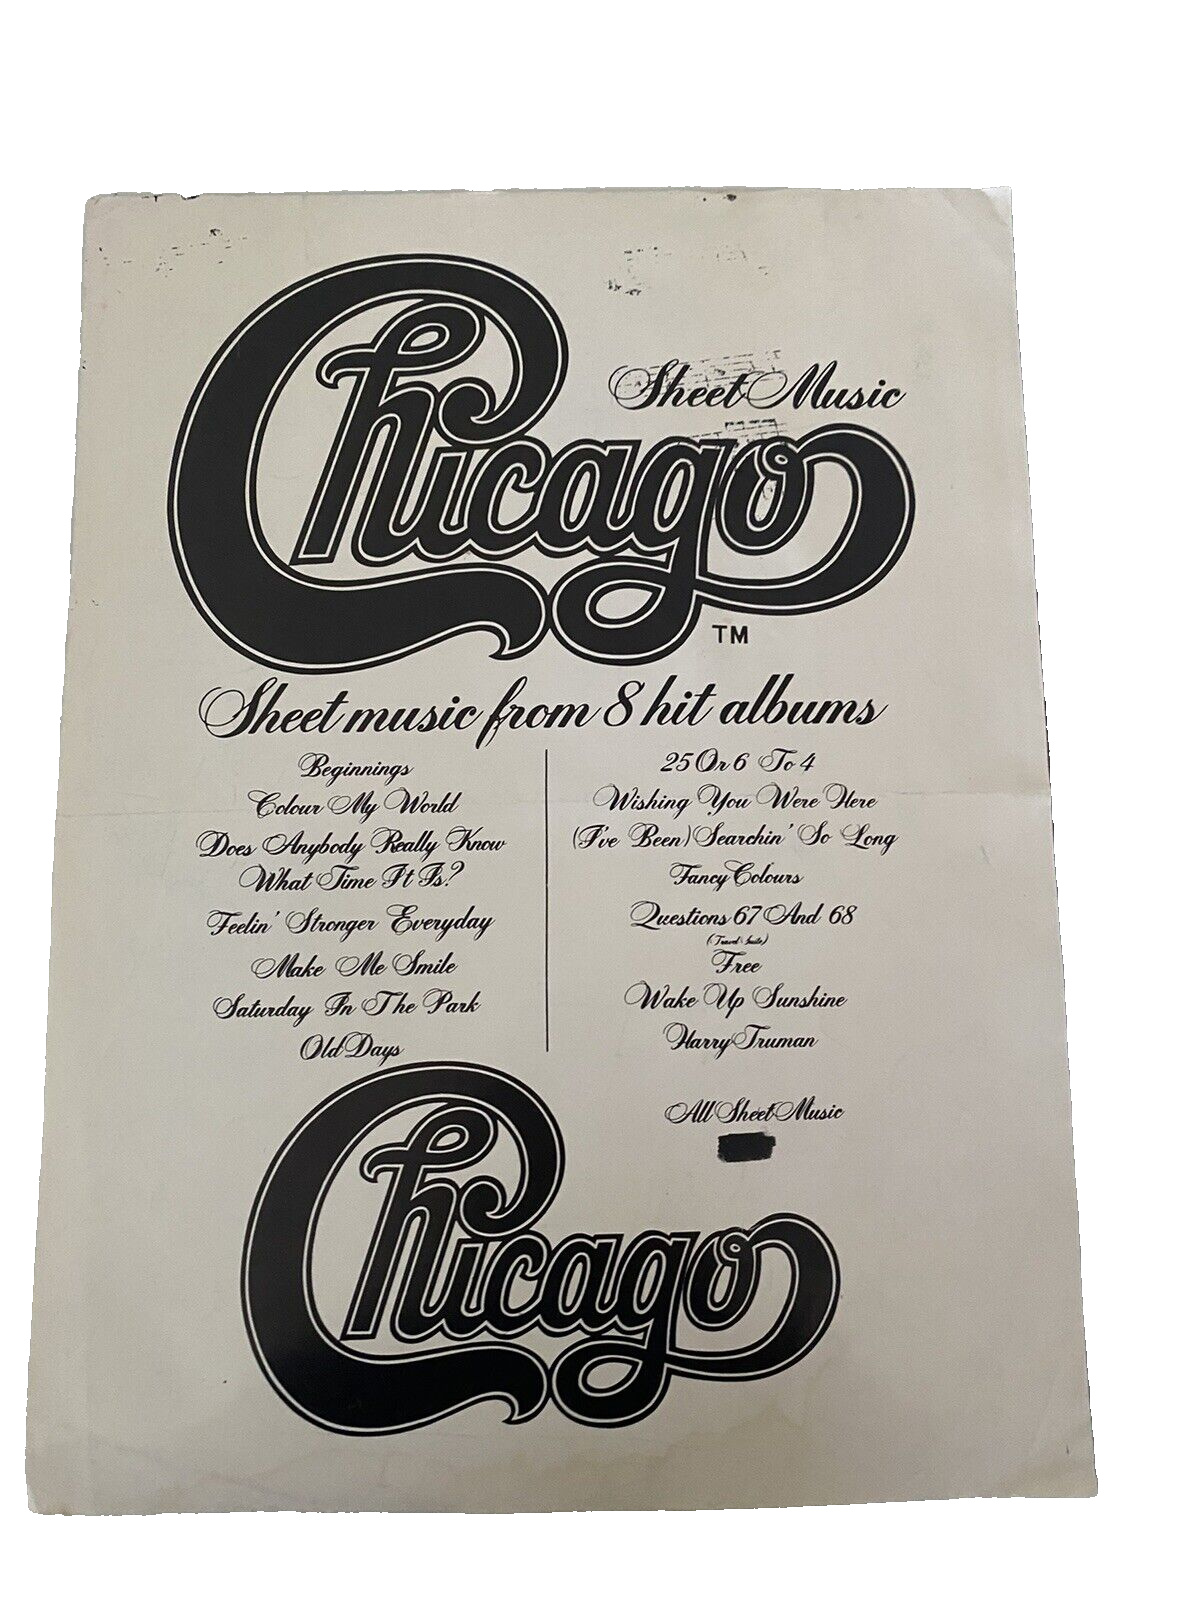 Chicago
Sheet Music
TM
Sheet music from 8 hit albums
Beginnings
Colour My World
Does Anybody Really Know
What Time It Is?
Feelin' Stronger Everyday
Make Me Smile
Saturday In The Park
Old Days
25 Or 6 To 4
Wishing You Were Here
(I've Been) Searchin' So Long
Fancy Colours
Questions 67 And 68
(Travel Suite)
Free
Wake Up Sunshine
Harry Truman
All Sheet Music
Chicago